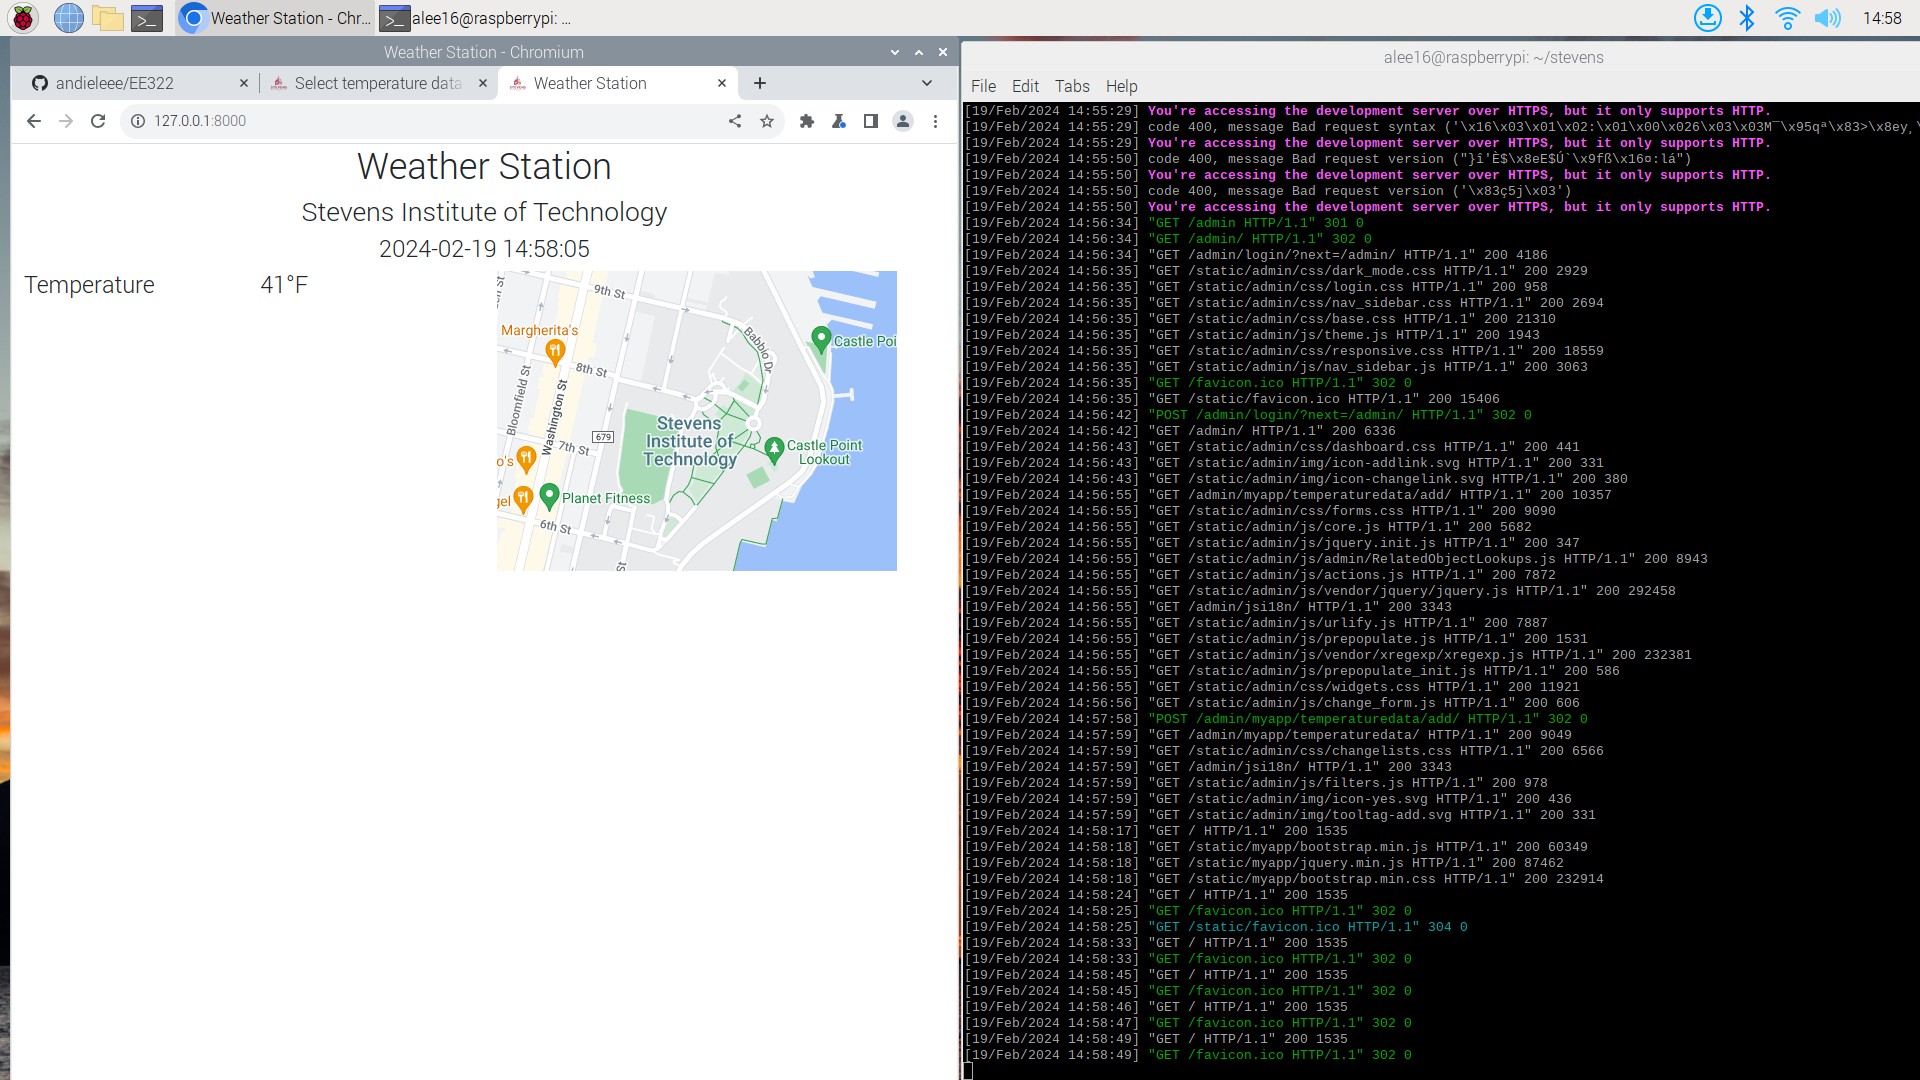 Weather Station - Chr...
alee16@raspberrypi: ...
14:58
Weather Station - Chromium
andieleee/EE322
Select temperature data
Weather Station
127.0.0.1:8000
Weather Station
Stevens Institute of Technology
2024-02-19 14:58:05
Temperature 41°F
9th St
Margherita's
Babbio Dr
Castle Poi
8th St
Bloomfield St
Washington St
Stevens
Institute of
Technology
679
7th St
Castle Point
Lookout
o's
gel
Planet Fitness
6th St
St
alee16@raspberrypi: ~/stevens
File Edit Tabs Help
[19/Feb/2024 14:55:29] You're accessing the development server over HTTPS, but it only supports HTTP.
[19/Feb/2024 14:55:29] code 400, message Bad request syntax ('\x16\x03\x01\x02:\x01\x00\x026\x03\x03M¯\x95qª\x83>\x8ey¸\
[19/Feb/2024 14:55:29] You're accessing the development server over HTTPS, but it only supports HTTP.
[19/Feb/2024 14:55:50] code 400, message Bad request version ("}î'È$\x8eE$Ú`\x9fß\x16¤:lá")
[19/Feb/2024 14:55:50] You're accessing the development server over HTTPS, but it only supports HTTP.
[19/Feb/2024 14:55:50] code 400, message Bad request version ('\x83ç5j\x03')
[19/Feb/2024 14:55:50] You're accessing the development server over HTTPS, but it only supports HTTP.
[19/Feb/2024 14:56:34] "GET /admin HTTP/1.1" 301 0
[19/Feb/2024 14:56:34] "GET /admin/ HTTP/1.1" 302 0
[19/Feb/2024 14:56:34] "GET /admin/login/?next=/admin/ HTTP/1.1" 200 4186
[19/Feb/2024 14:56:35] "GET /static/admin/css/dark_mode.css HTTP/1.1" 200 2929
[19/Feb/2024 14:56:35] "GET /static/admin/css/login.css HTTP/1.1" 200 958
[19/Feb/2024 14:56:35] "GET /static/admin/css/nav_sidebar.css HTTP/1.1" 200 2694
[19/Feb/2024 14:56:35] "GET /static/admin/css/base.css HTTP/1.1" 200 21310
[19/Feb/2024 14:56:35] "GET /static/admin/js/theme.js HTTP/1.1" 200 1943
[19/Feb/2024 14:56:35] "GET /static/admin/css/responsive.css HTTP/1.1" 200 18559
[19/Feb/2024 14:56:35] "GET /static/admin/js/nav_sidebar.js HTTP/1.1" 200 3063
[19/Feb/2024 14:56:35] "GET /favicon.ico HTTP/1.1" 302 0
[19/Feb/2024 14:56:35] "GET /static/favicon.ico HTTP/1.1" 200 15406
[19/Feb/2024 14:56:42] "POST /admin/login/?next=/admin/ HTTP/1.1" 302 0
[19/Feb/2024 14:56:42] "GET /admin/ HTTP/1.1" 200 6336
[19/Feb/2024 14:56:43] "GET /static/admin/css/dashboard.css HTTP/1.1" 200 441
[19/Feb/2024 14:56:43] "GET /static/admin/img/icon-addlink.svg HTTP/1.1" 200 331
[19/Feb/2024 14:56:43] "GET /static/admin/img/icon-changelink.svg HTTP/1.1" 200 380
[19/Feb/2024 14:56:55] "GET /admin/myapp/temperaturedata/add/ HTTP/1.1" 200 10357
[19/Feb/2024 14:56:55] "GET /static/admin/css/forms.css HTTP/1.1" 200 9090
[19/Feb/2024 14:56:55] "GET /static/admin/js/core.js HTTP/1.1" 200 5682
[19/Feb/2024 14:56:55] "GET /static/admin/js/jquery.init.js HTTP/1.1" 200 347
[19/Feb/2024 14:56:55] "GET /static/admin/js/admin/RelatedObjectLookups.js HTTP/1.1" 200 8943
[19/Feb/2024 14:56:55] "GET /static/admin/js/actions.js HTTP/1.1" 200 7872
[19/Feb/2024 14:56:55] "GET /static/admin/js/vendor/jquery/jquery.js HTTP/1.1" 200 292458
[19/Feb/2024 14:56:55] "GET /admin/jsi18n/ HTTP/1.1" 200 3343
[19/Feb/2024 14:56:55] "GET /static/admin/js/urlify.js HTTP/1.1" 200 7887
[19/Feb/2024 14:56:55] "GET /static/admin/js/prepopulate.js HTTP/1.1" 200 1531
[19/Feb/2024 14:56:55] "GET /static/admin/js/vendor/xregexp/xregexp.js HTTP/1.1" 200 232381
[19/Feb/2024 14:56:55] "GET /static/admin/js/prepopulate_init.js HTTP/1.1" 200 586
[19/Feb/2024 14:56:55] "GET /static/admin/css/widgets.css HTTP/1.1" 200 11921
[19/Feb/2024 14:56:56] "GET /static/admin/js/change_form.js HTTP/1.1" 200 606
[19/Feb/2024 14:57:58] "POST /admin/myapp/temperaturedata/add/ HTTP/1.1" 302 0
[19/Feb/2024 14:57:59] "GET /admin/myapp/temperaturedata/ HTTP/1.1" 200 9049
[19/Feb/2024 14:57:59] "GET /static/admin/css/changelists.css HTTP/1.1" 200 6566
[19/Feb/2024 14:57:59] "GET /admin/jsi18n/ HTTP/1.1" 200 3343
[19/Feb/2024 14:57:59] "GET /static/admin/js/filters.js HTTP/1.1" 200 978
[19/Feb/2024 14:57:59] "GET /static/admin/img/icon-yes.svg HTTP/1.1" 200 436
[19/Feb/2024 14:57:59] "GET /static/admin/img/tooltag-add.svg HTTP/1.1" 200 331
[19/Feb/2024 14:58:17] "GET / HTTP/1.1" 200 1535
[19/Feb/2024 14:58:18] "GET /static/myapp/bootstrap.min.js HTTP/1.1" 200 60349
[19/Feb/2024 14:58:18] "GET /static/myapp/jquery.min.js HTTP/1.1" 200 87462
[19/Feb/2024 14:58:18] "GET /static/myapp/bootstrap.min.css HTTP/1.1" 200 232914
[19/Feb/2024 14:58:24] "GET / HTTP/1.1" 200 1535
[19/Feb/2024 14:58:25] "GET /favicon.ico HTTP/1.1" 302 0
[19/Feb/2024 14:58:25] "GET /static/favicon.ico HTTP/1.1" 304 0
[19/Feb/2024 14:58:33] "GET / HTTP/1.1" 200 1535
[19/Feb/2024 14:58:33] "GET /favicon.ico HTTP/1.1" 302 0
[19/Feb/2024 14:58:45] "GET / HTTP/1.1" 200 1535
[19/Feb/2024 14:58:45] "GET /favicon.ico HTTP/1.1" 302 0
[19/Feb/2024 14:58:46] "GET / HTTP/1.1" 200 1535
[19/Feb/2024 14:58:47] "GET /favicon.ico HTTP/1.1" 302 0
[19/Feb/2024 14:58:49] "GET / HTTP/1.1" 200 1535
[19/Feb/2024 14:58:49] "GET /favicon.ico HTTP/1.1" 302 0